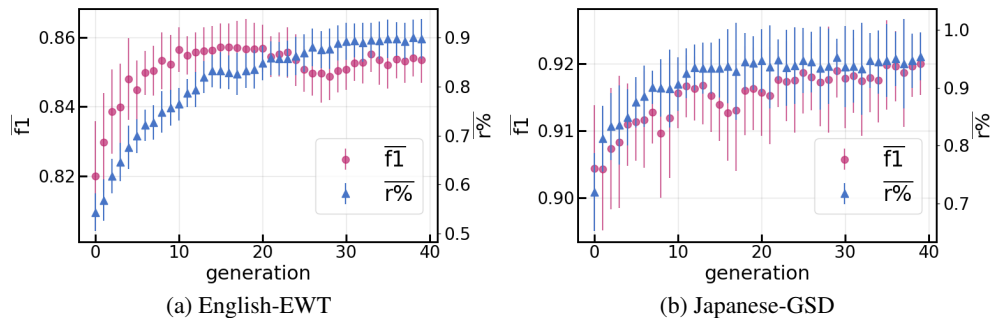 0.86
0.84
0.82
f1
0.9
0.8
0.7
0.6
0.5
r%
f1
r%
0 10 20 30 40
generation
(a) English-EWT
0.92
0.91
0.90
f1
1.0
0.9
0.8
0.7
r%
f1
r%
0 10 20 30 40
generation
(b) Japanese-GSD